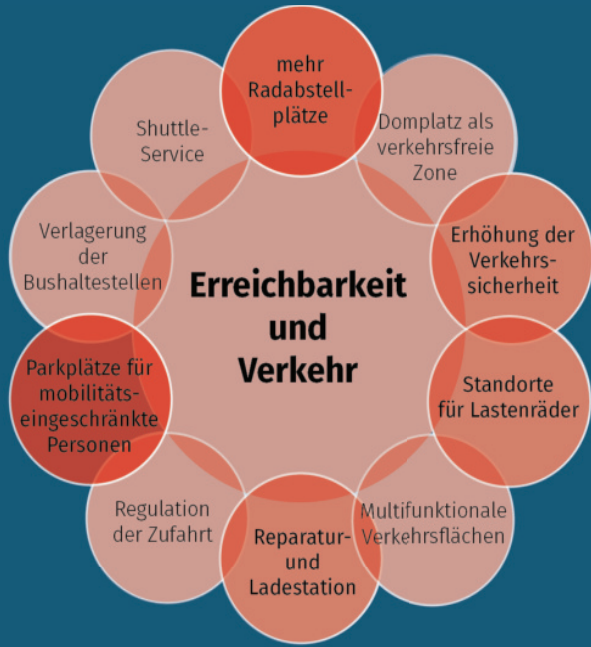 mehr
Radabstell-
plätze
Domplatz als
verkehrsfreie
Zone
Erhöhung der
Verkehrs-
sicherheit
Standorte
für Lastenräder
Multifunktionale
Verkehrsflächen
Reparatur-
und
Ladestation
Regulation
der Zufahrt
Parkplätze für
mobilitäts-
eingeschränkte
Personen
Verlagerung
der
Bushaltestellen
Shuttle-
Service
Erreichbarkeit
und
Verkehr